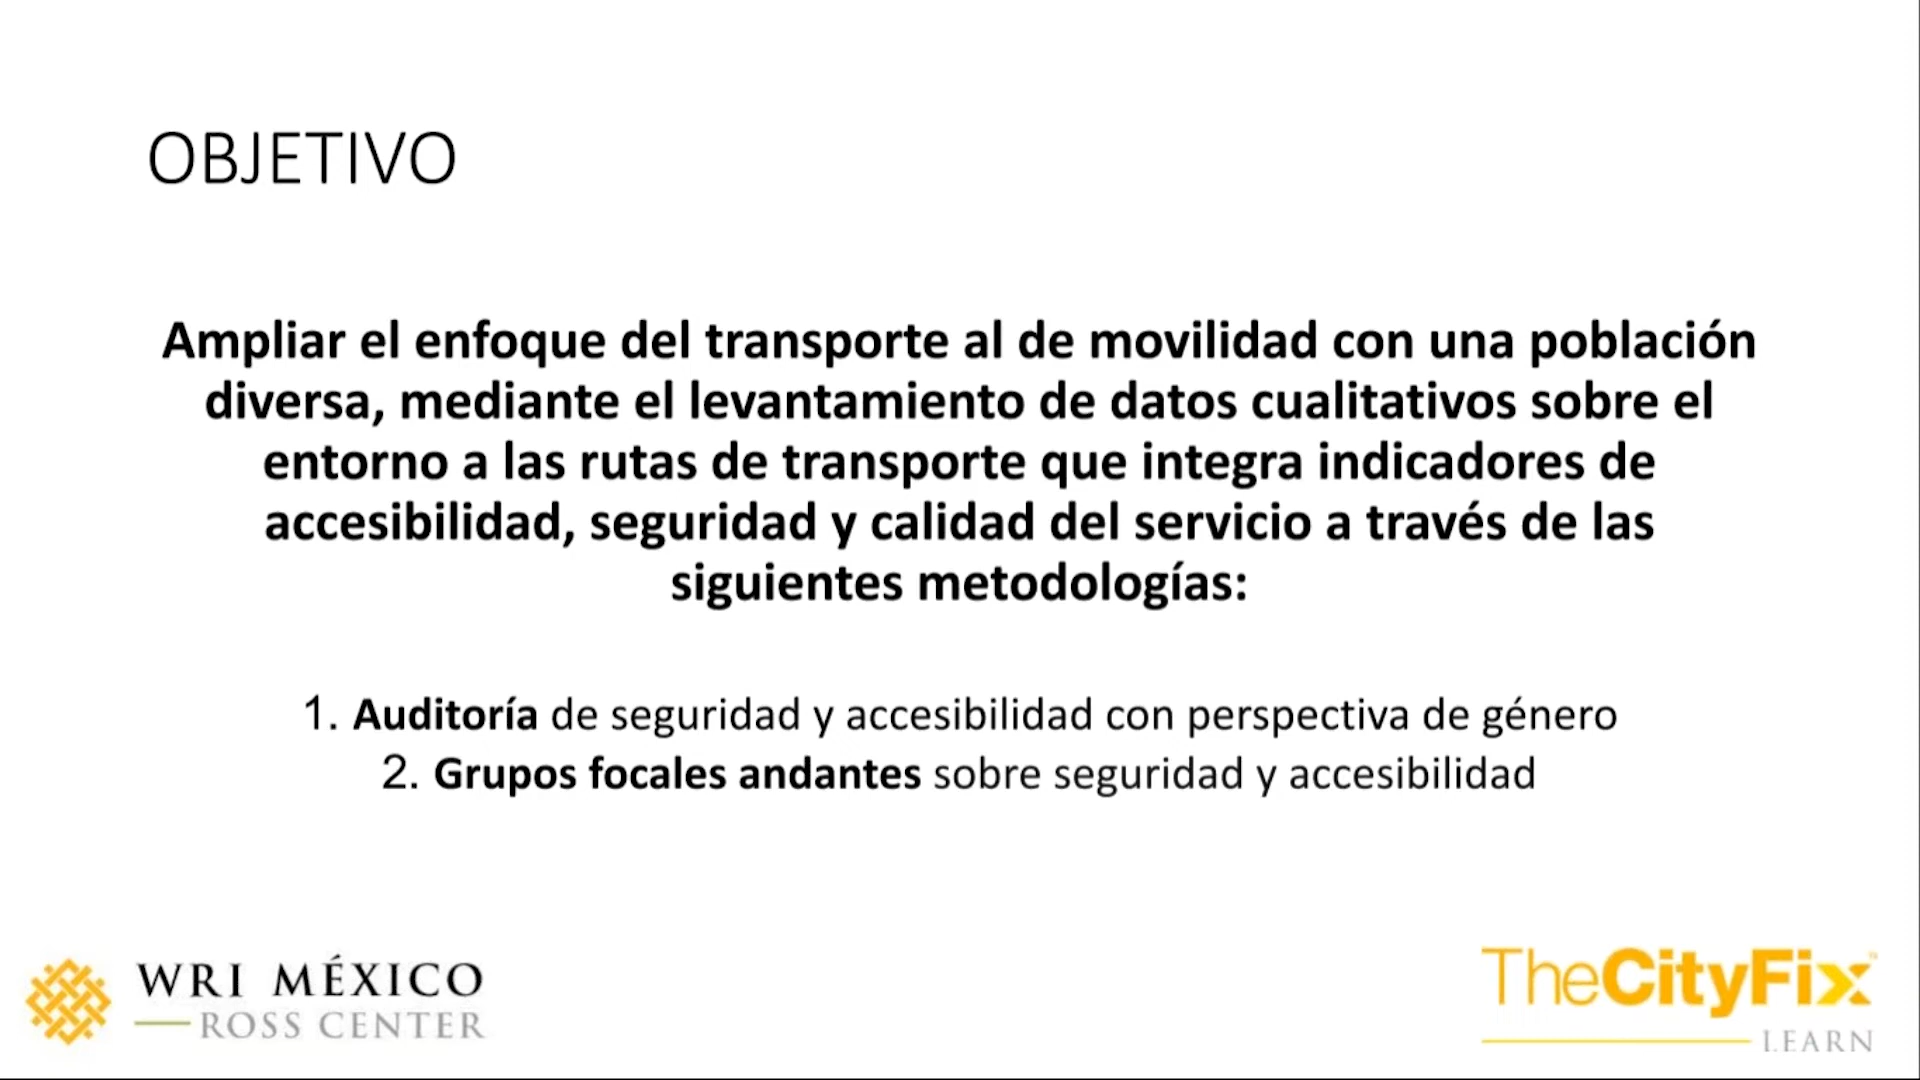 OBJETIVO
Ampliar el enfoque del transporte al de movilidad con una población
diversa, mediante el levantamiento de datos cualitativos sobre el
entorno a las rutas de transporte que integra indicadores de
accesibilidad, seguridad y calidad del servicio a través de las
siguientes metodologías:
1. Auditoría de seguridad y accesibilidad con perspectiva de género
2. Grupos focales andantes sobre seguridad y accesibilidad
WRI MÉXICO
ROSS CENTER
TheCityFix™
LEARN